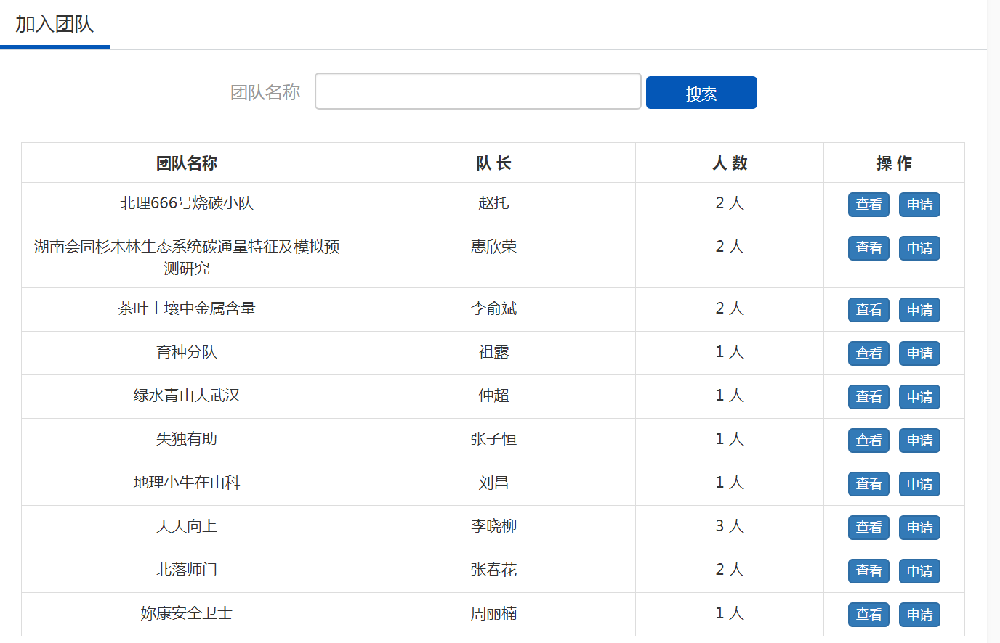 加入团队
团队名称 搜索
团队名称 队 长 人 数 操 作
北理666号烧碳小队 赵托 2 人 查看 申请
湖南会同杉木林生态系统碳通量特征及模拟预 惠欣荣 2 人 查看 申请
测研究
茶叶土壤中金属含量 李俞斌 2 人 查看 申请
育种分队 祖露 1 人 查看 申请
绿水青山大武汉 仲超 1 人 查看 申请
失独有助 张子恒 1 人 查看 申请
地理小牛在山科 刘昌 1 人 查看 申请
天天向上 李晓柳 3 人 查看 申请
北落师门 张春花 2 人 查看 申请
妳康安全卫士 周丽楠 1 人 查看 申请